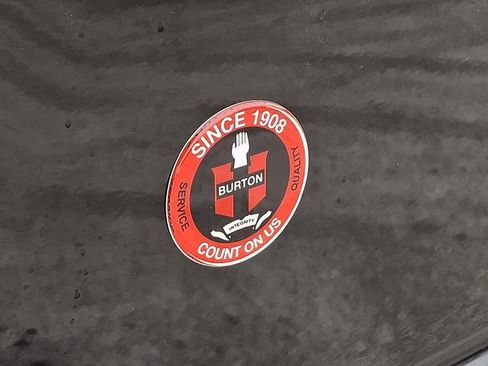 SINCE 1908
SERVICE
BURTON
QUALITY
INTEGRITY
COUNT ON US